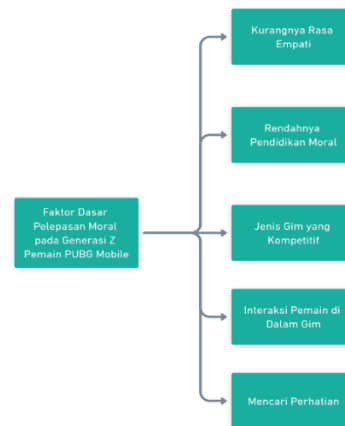 Faktor Dasar
Pelepasan Moral
pada Generasi Z
Pemain PUBG Mobile
Kurangnya Rasa
Empati
Rendahnya
Pendidikan Moral
Jenis Gim yang
Kompetitif
Interaksi Pemain di
Dalam Gim
Mencari Perhatian